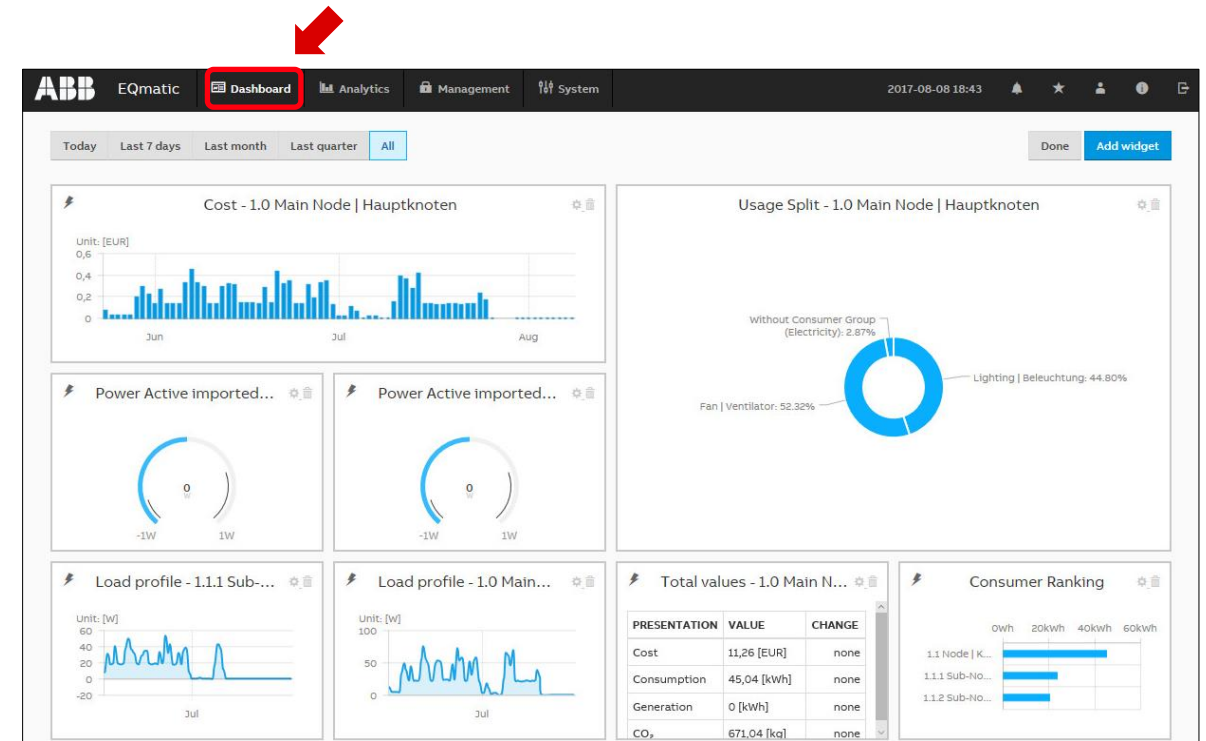 ABB EQmatic Dashboard Analytics Management System 2017-08-08 18:43
Today Last 7 days Last month Last quarter All Done Add widget
Cost - 1.0 Main Node | Hauptknoten
Unit: [EUR]
0,6
0,4
0,2
0
Jun Jul Aug
Usage Split - 1.0 Main Node | Hauptknoten
Without Consumer Group
(Electricity): 2.87%
Lighting | Beleuchtung: 44.80%
Fan | Ventilator: 52.32%
Power Active imported...
0
W
-1W 1W
Power Active import...
0
W
-1W 1W
Load profile - 1.1.1 Sub-...
Unit: [W]
60
40
20
0
-20
Jul
Load profile - 1.0 Main...
Unit: [W]
100
50
0
Jul
Total values - 1.0 Main N...
PRESENTATION VALUE CHANGE
Cost 11,26 [EUR] none
Consumption 45,04 [kWh] none
Generation 0 [kWh] none
CO₂ 671,04 [kg] none
Consumer Ranking
0Wh 20kWh 40kWh 60kWh
1.1 Node | K...
1.1.1 Sub-No...
1.1.2 Sub-No...